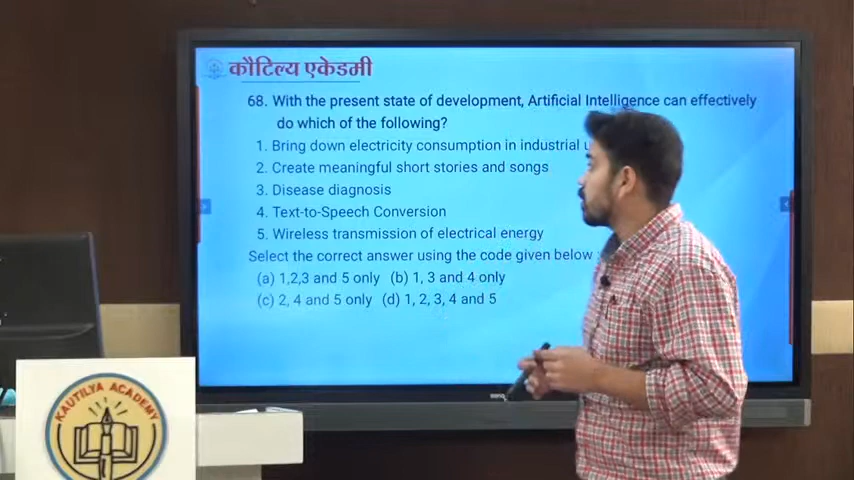 कौटिल्य एकेडमी
68. With the present state of development, Artificial Intelligence can effectively
do which of the following?
1. Bring down electricity consumption in industrial
2. Create meaningful short stories and songs
3. Disease diagnosis
4. Text-to-Speech Conversion
5. Wireless transmission of electrical energy
Select the correct answer using the code given below :
(a) 1,2,3 and 5 only (b) 1, 3 and 4 only
(c) 2, 4 and 5 only (d) 1, 2, 3, 4 and 5
KAUTILYA ACADEMY